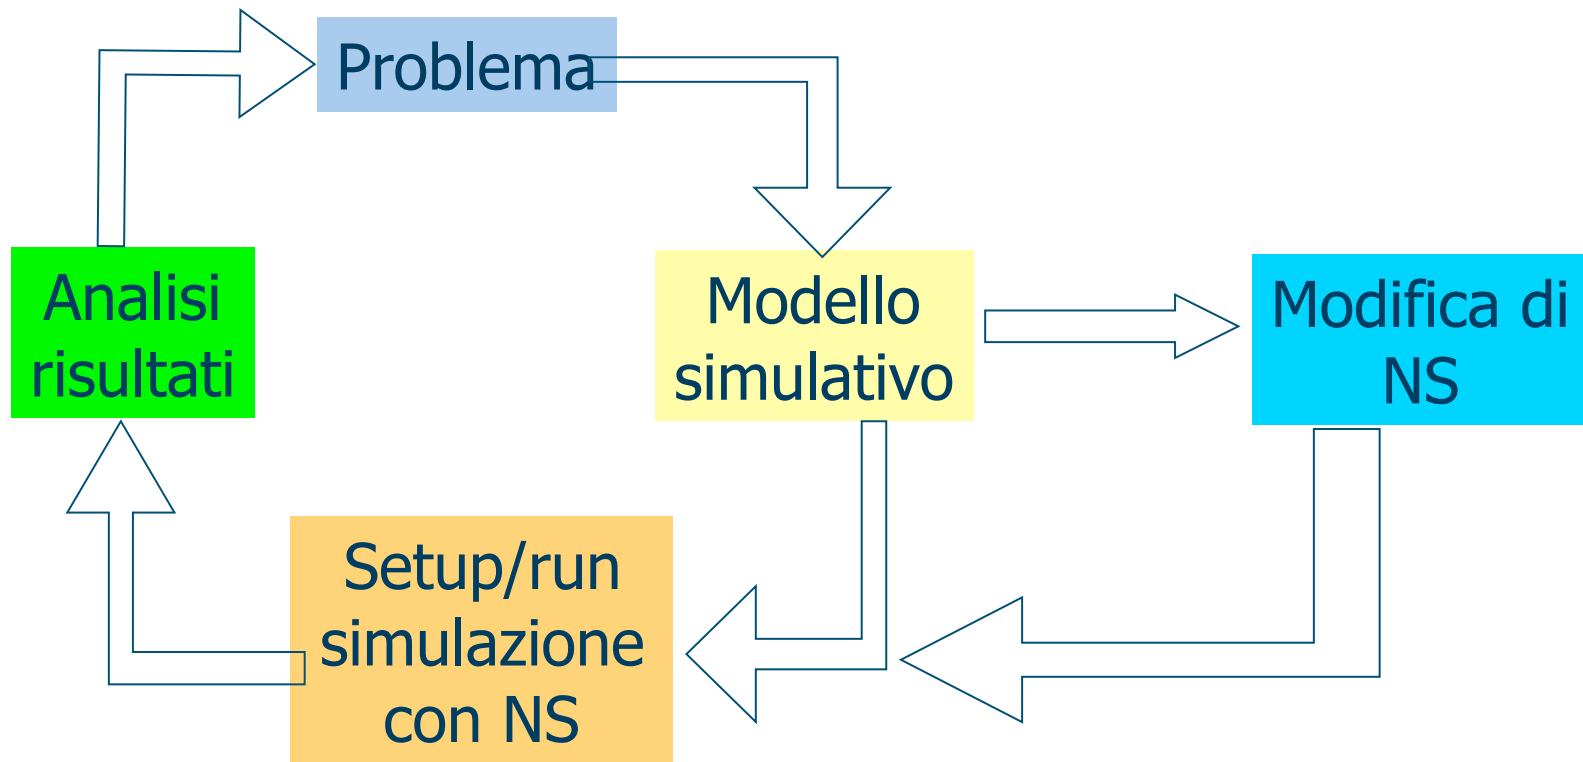 Problema
Analisi
risultati
Modello
simulativo
Modifica di
NS
Setup/run
simulazione
con NS